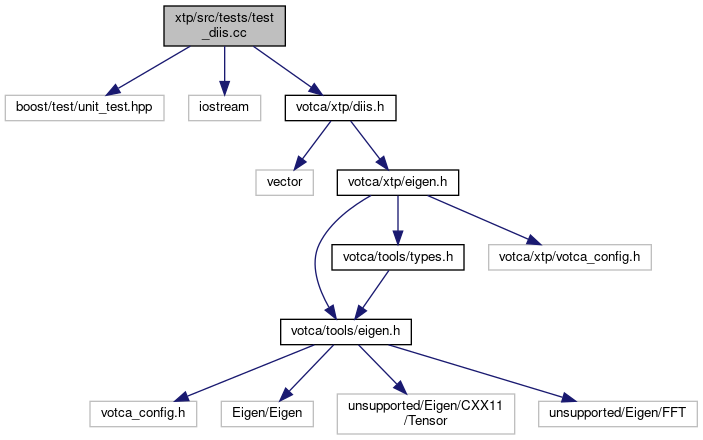 xtp/src/tests/test
_diis.cc
boost/test/unit_test.hpp
iostream
votca/xtp/diis.h
vector
votca/xtp/eigen.h
votca/tools/types.h
votca/xtp/votca_config.h
votca/tools/eigen.h
votca_config.h
Eigen/Eigen
unsupported/Eigen/CXX11
/Tensor
unsupported/Eigen/FFT